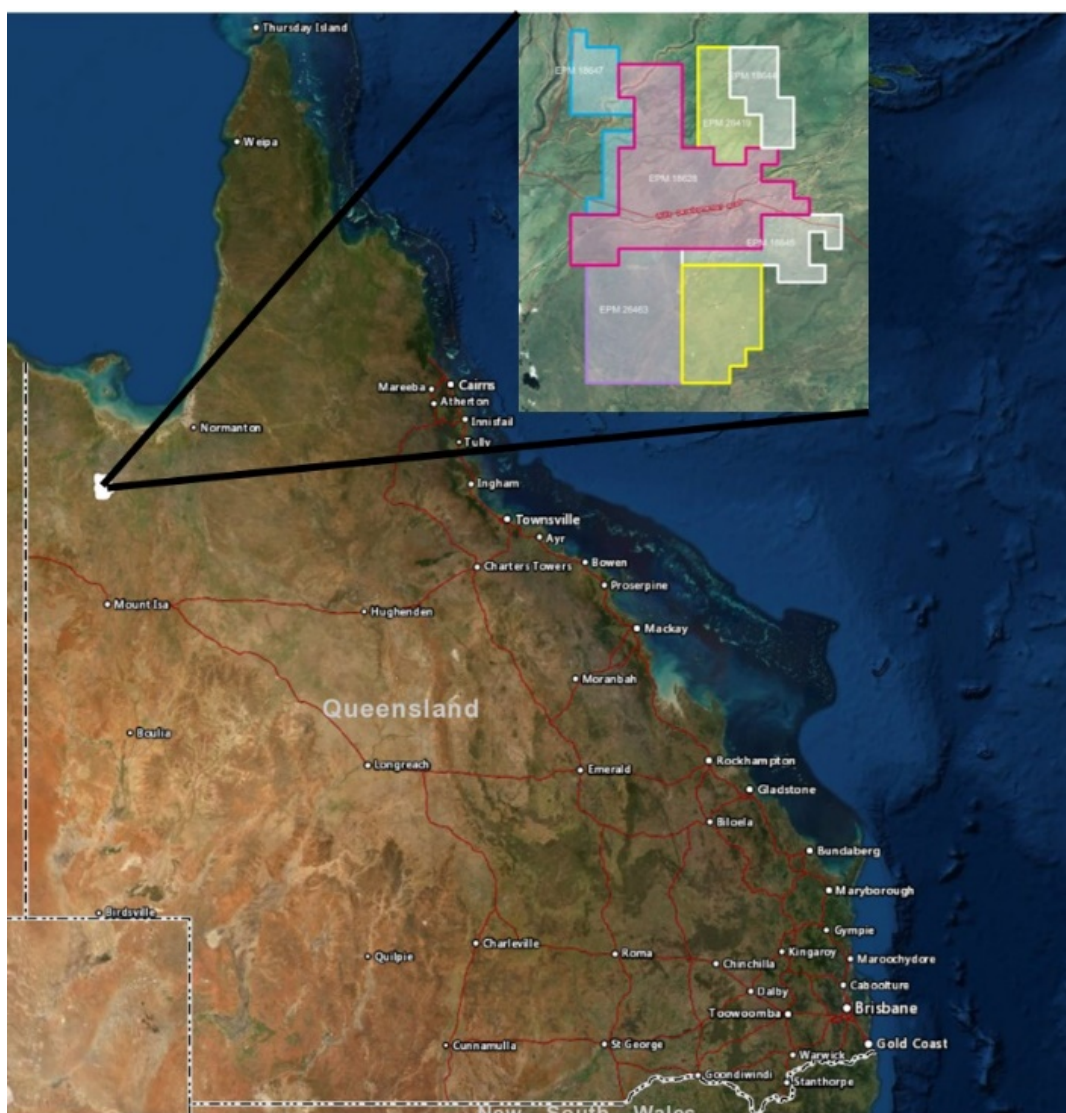 Thursday Island
Weipa
EPM 18647
EPM 18644
EPM 26419
EPM 18628
EPM 18645
EPM 26463
Mareeba
Cairns
Atherton
Innisfail
Normanton
Tully
Ingham
Townsville
Ayr
Charters Towers
Bowen
Proserpine
Mount Isa
Hughenden
Mackay
Moranbah
Queensland
Boulia
Longreach
Emerald
Rockhampton
Gladstone
Biloela
Bundaberg
Maryborough
Birdsville
Gympie
Charleville
Roma
Kingaroy
Quilpie
Chinchilla
Maroochydore
Dalby
Caboolture
Toowoomba
Brisbane
Cunnamulla
St George
Gold Coast
Warwick
Goondiwindi
Stanthorpe
New South Wales